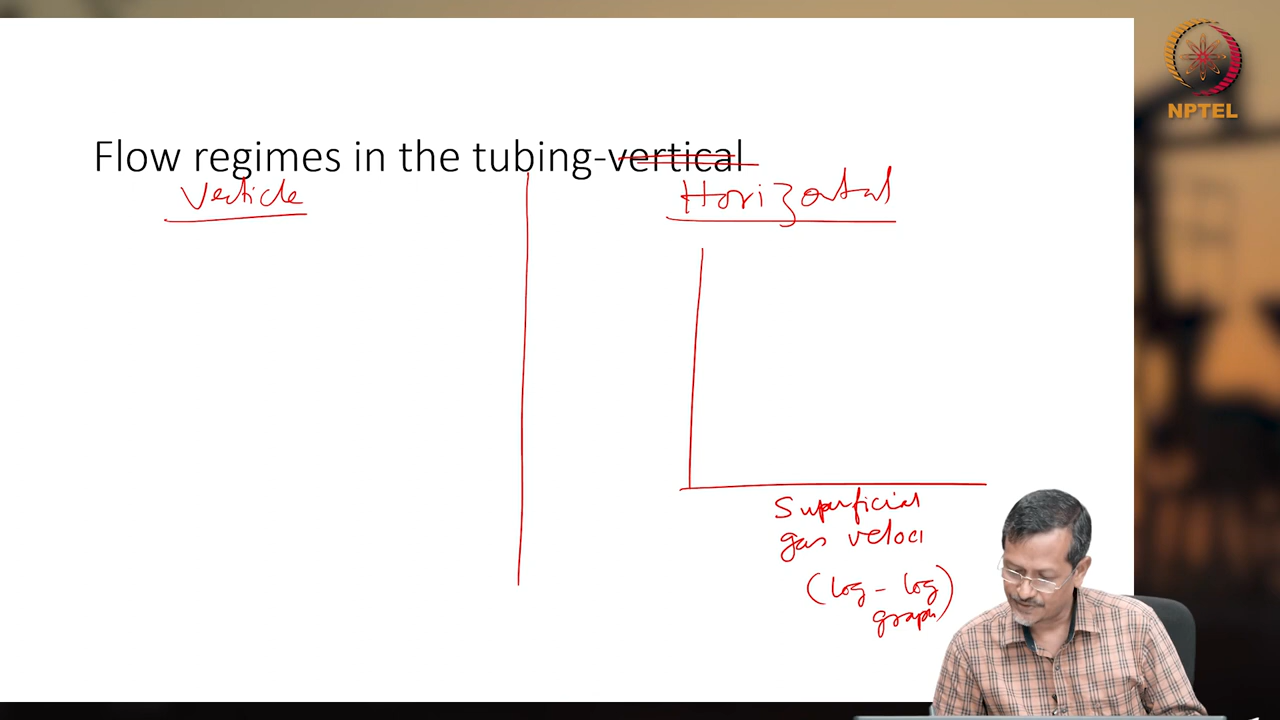 NPTEL
Flow regimes in the tubing-vertical
Verticle
Horizontal
Superficial
gas veloci
(log - log
graph)